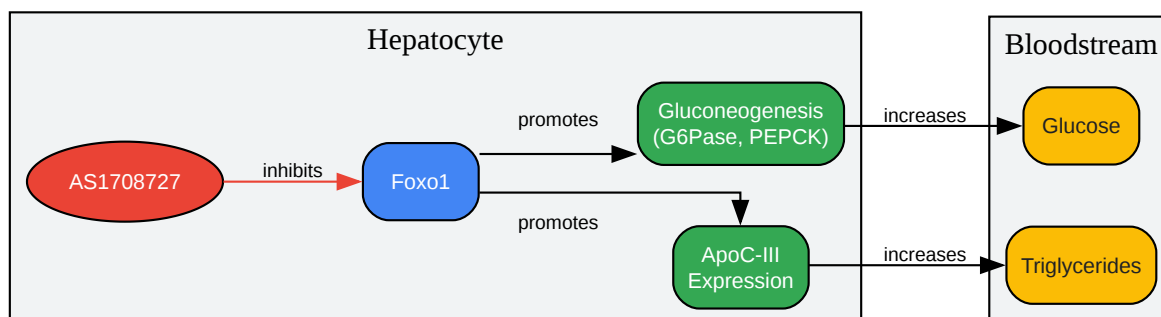 Hepatocyte
Bloodstream
promotes
Gluconeogenesis
(G6Pase, PEPCK)
increases
Glucose
AS1708727
inhibits
Foxo1
promotes
ApoC-III
Expression
increases
Triglycerides